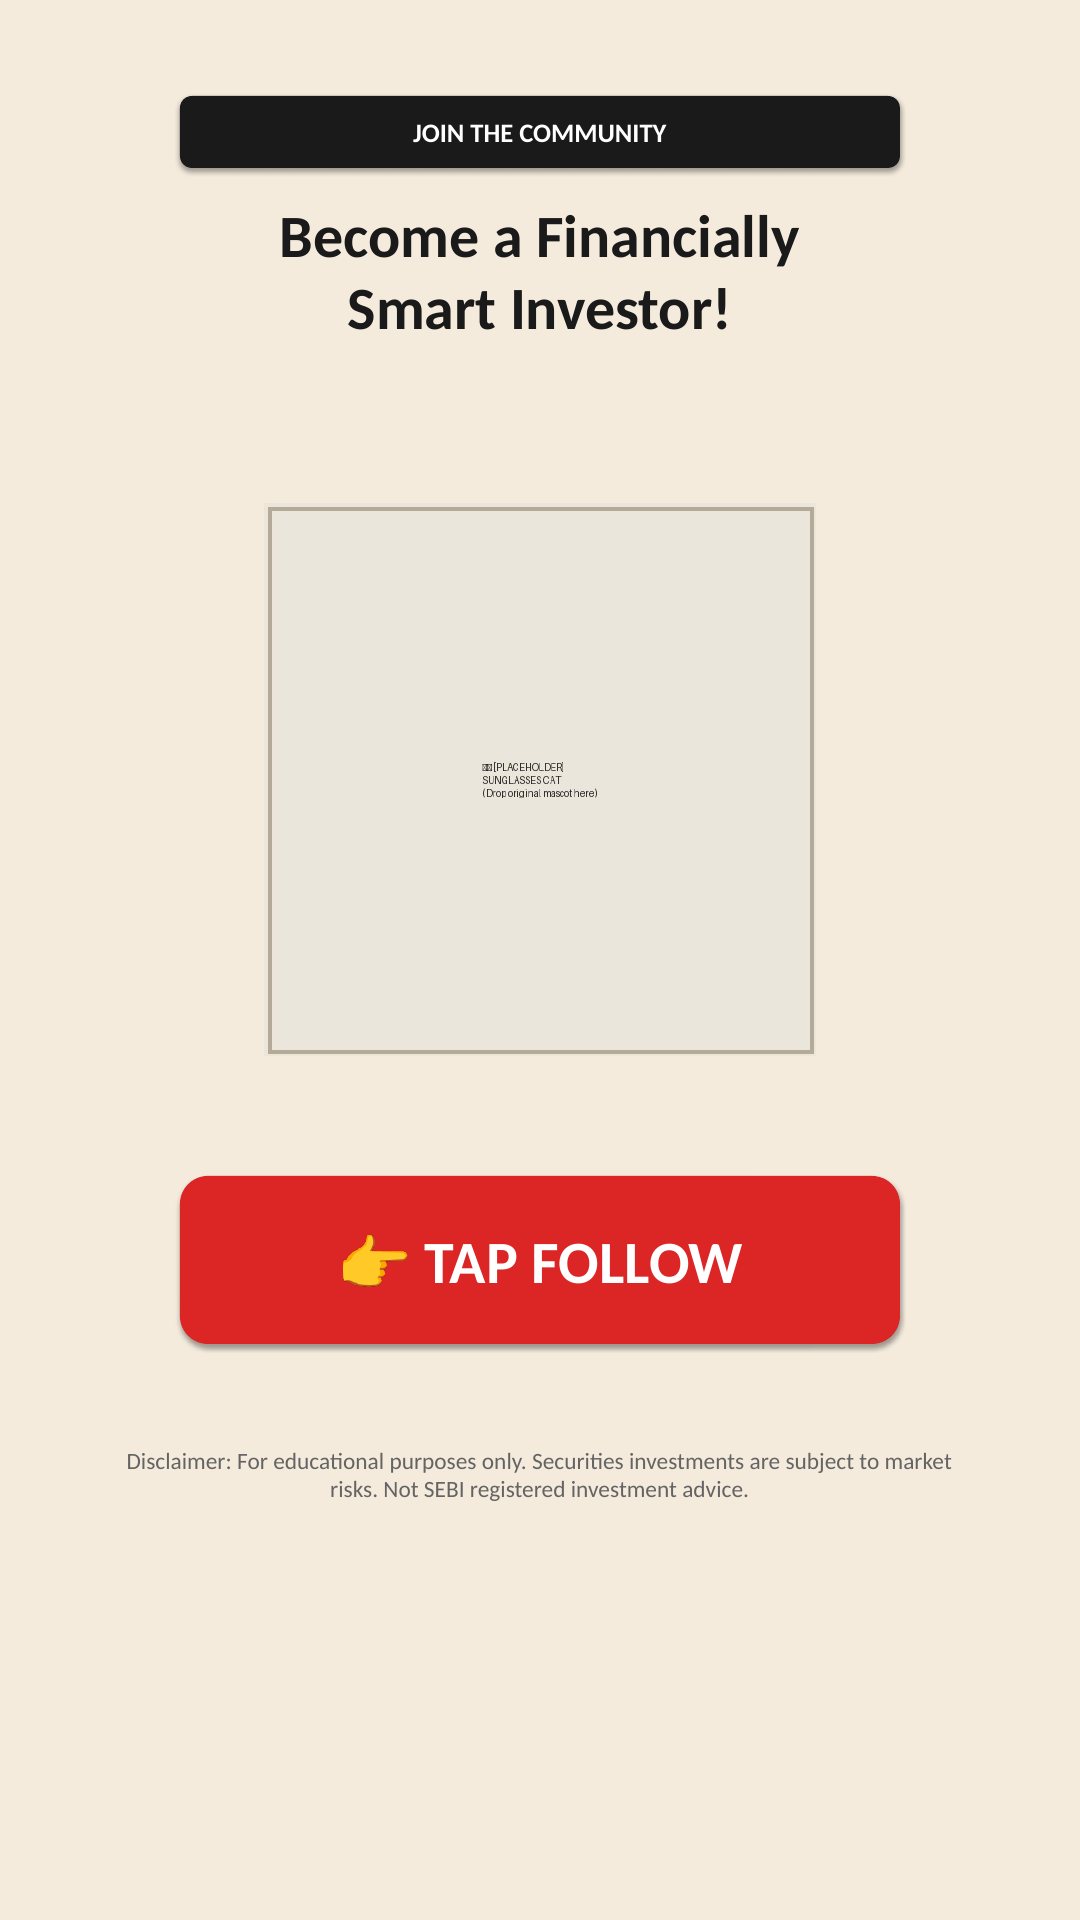 JOIN THE COMMUNITY
Become a Financially
Smart Investor!
[PLACEHOLDER]
SUNGLASSES CAT
(Drop original mascot here)
👉 TAP FOLLOW
Disclaimer: For educational purposes only. Securities investments are subject to market
risks. Not SEBI registered investment advice.